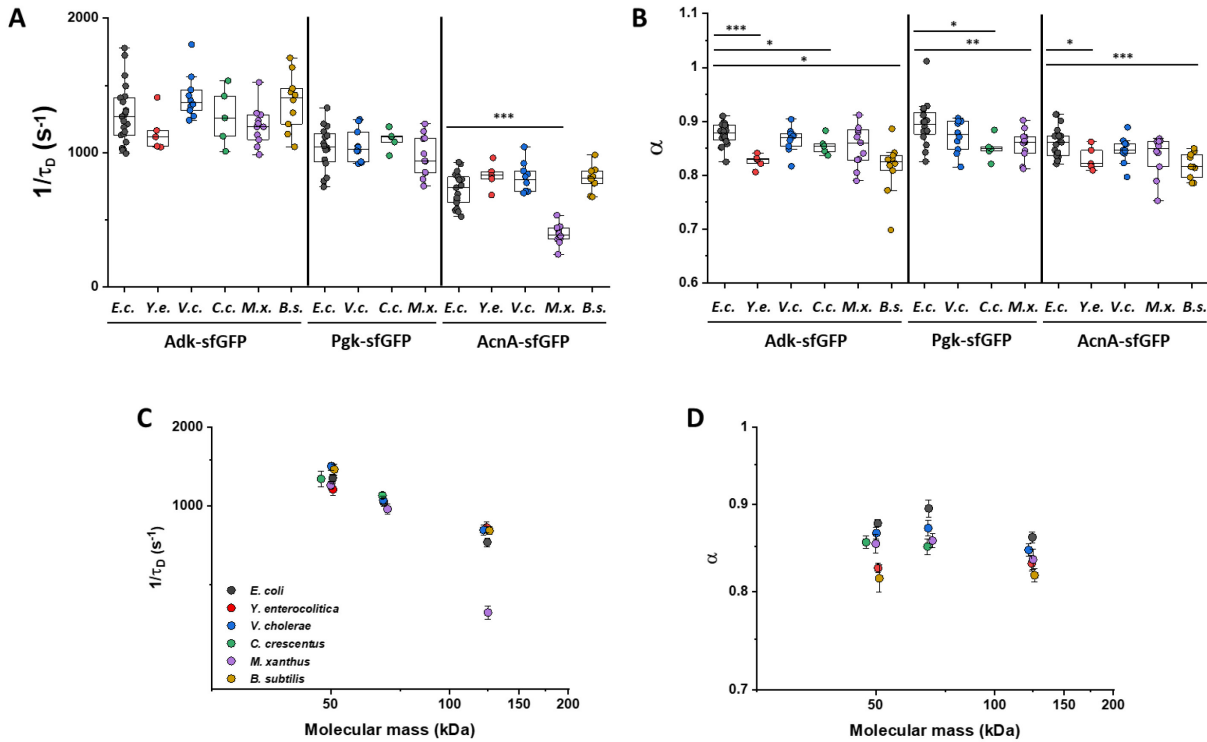 A
B
2000
1000
0
1/τD (s-1)
***
E.c. Y.e. V.c. C.c. M.x. B.s. E.c. V.c. C.c. M.x. E.c. Y.e. V.c. M.x. B.s.
Adk-sfGFP Pgk-sfGFP AcnA-sfGFP
1.1
1
0.9
0.8
0.7
0.6
α
***
*
*
*
**
*
***
E.c. Y.e. V.c. C.c. M.x. B.s. E.c. V.c. C.c. M.x. E.c. Y.e. V.c. M.x. B.s.
Adk-sfGFP Pgk-sfGFP AcnA-sfGFP
C
2000
1000
1/τD (s-1)
E. coli
Y. enterocolitica
V. cholerae
C. crescentus
M. xanthus
B. subtilis
50 100 150 200
Molecular mass (kDa)
D
1
0.9
0.8
0.7
α
50 100 150 200
Molecular mass (kDa)